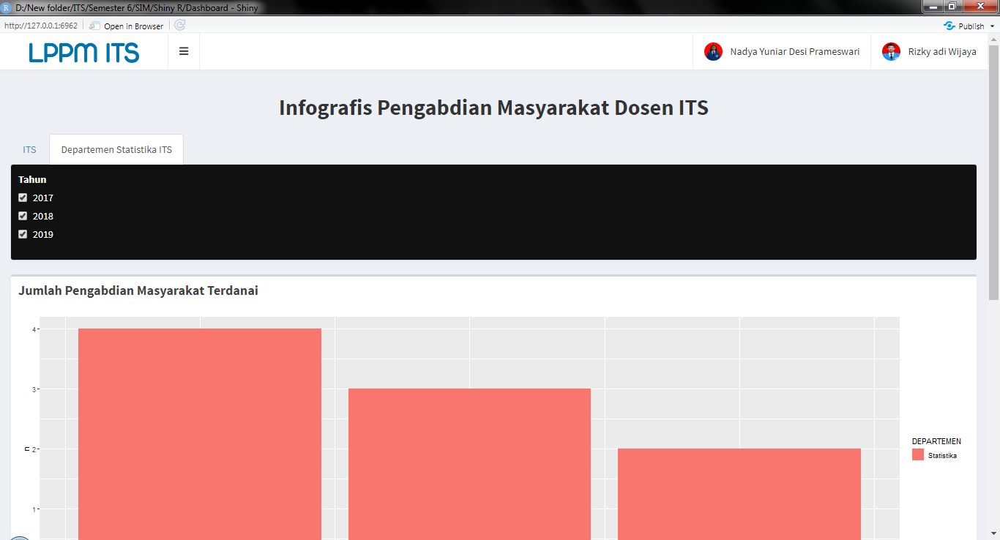 D:/New folder/ITS/Semester 6/SIM/Shiny R/Dashboard - Shiny
http://127.0.0.1:6962 Open in Browser Publish
LPPM ITS
Nadya Yuniar Desi Prameswari
Rizky adi Wijaya
Infografis Pengabdian Masyarakat Dosen ITS
ITS
Departemen Statistika ITS
Tahun
2017
2018
2019
Jumlah Pengabdian Masyarakat Terdanai
4
3
2
1
n
DEPARTEMEN
Statistika